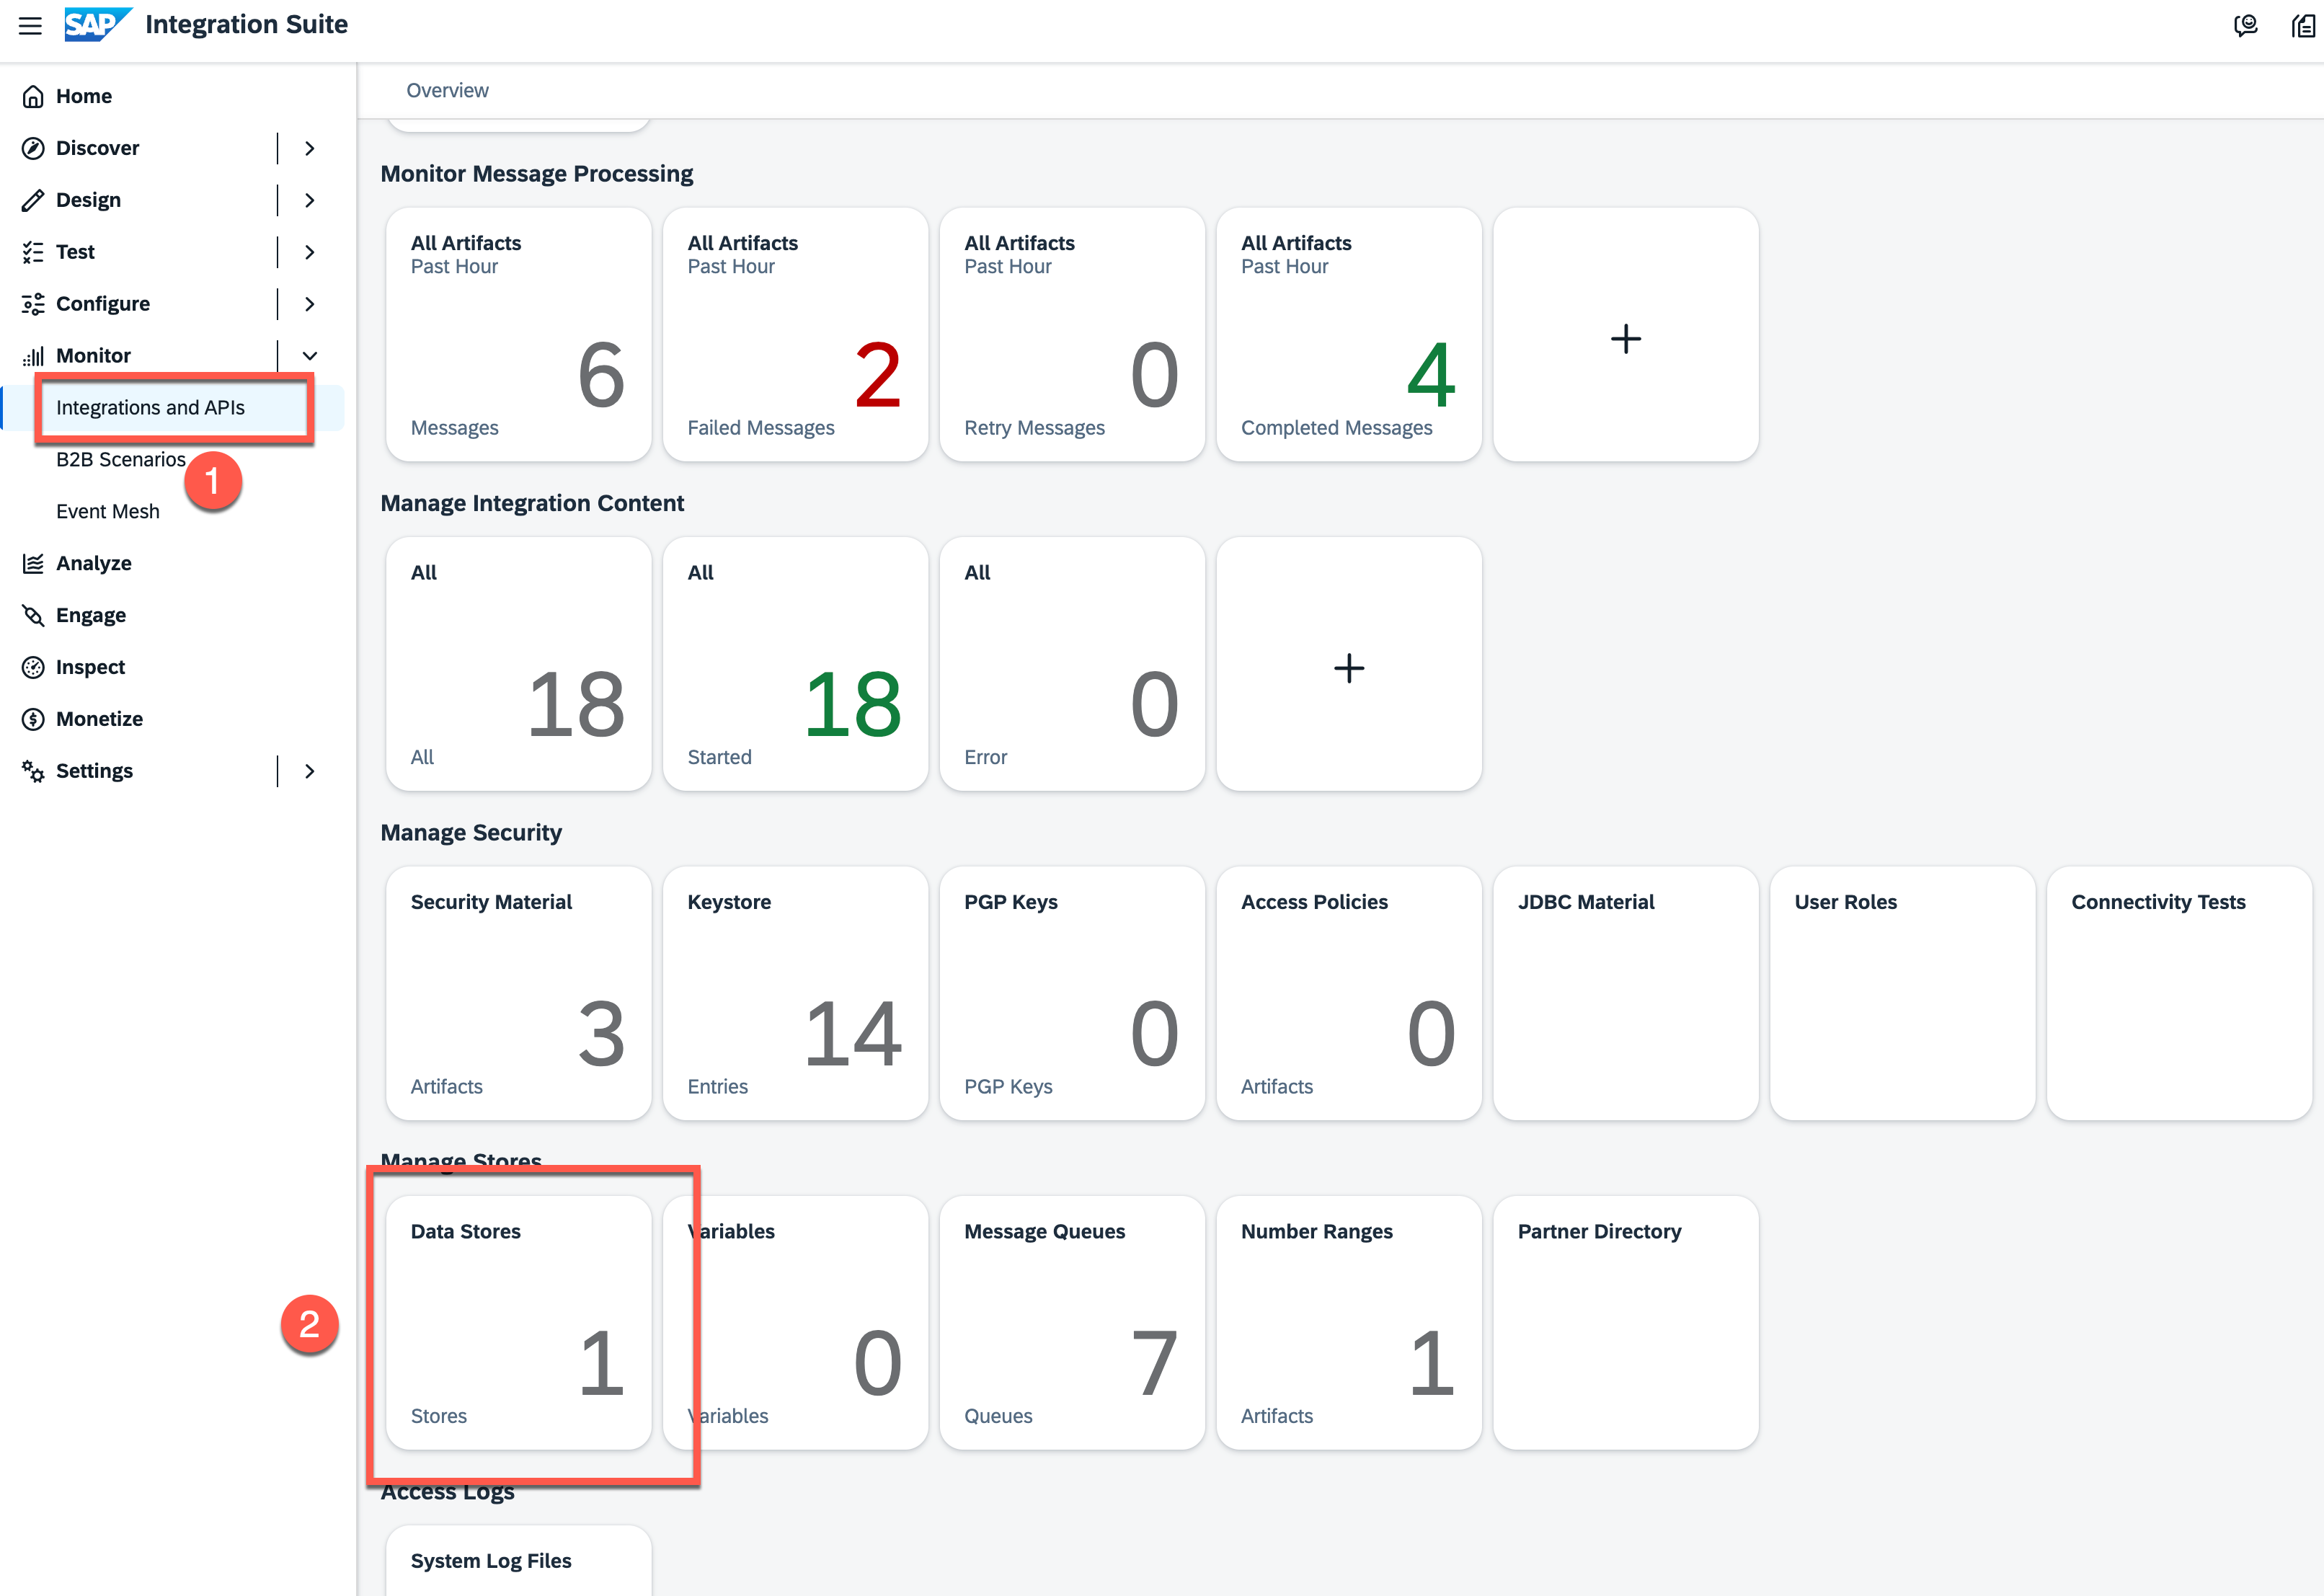 SAP Integration Suite
Home
Discover
Design
Test
Configure
Monitor
Integrations and APIs
B2B Scenarios
1
Event Mesh
Analyze
Engage
Inspect
Monetize
Settings
Overview
Monitor Message Processing
All Artifacts
Past Hour
6
Messages
All Artifacts
Past Hour
2
Failed Messages
All Artifacts
Past Hour
0
Retry Messages
All Artifacts
Past Hour
4
Completed Messages
Manage Integration Content
All
18
All
All
18
Started
All
0
Error
Manage Security
Security Material
3
Artifacts
Keystore
14
Entries
PGP Keys
0
PGP Keys
Access Policies
0
Artifacts
JDBC Material
User Roles
Connectivity Tests
Manage Stores
2
Data Stores
1
Stores
Variables
0
Variables
Message Queues
7
Queues
Number Ranges
1
Artifacts
Partner Directory
Access Logs
System Log Files